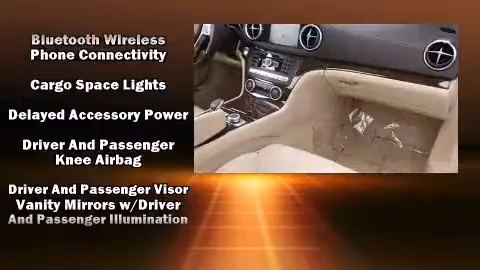 Bluetooth Wireless
Phone Connectivity
Cargo Space Lights
Delayed Accessory Power
Driver And Passenger
Knee Airbag
Driver And Passenger Visor
Vanity Mirrors w/Driver
And Passenger Illumination